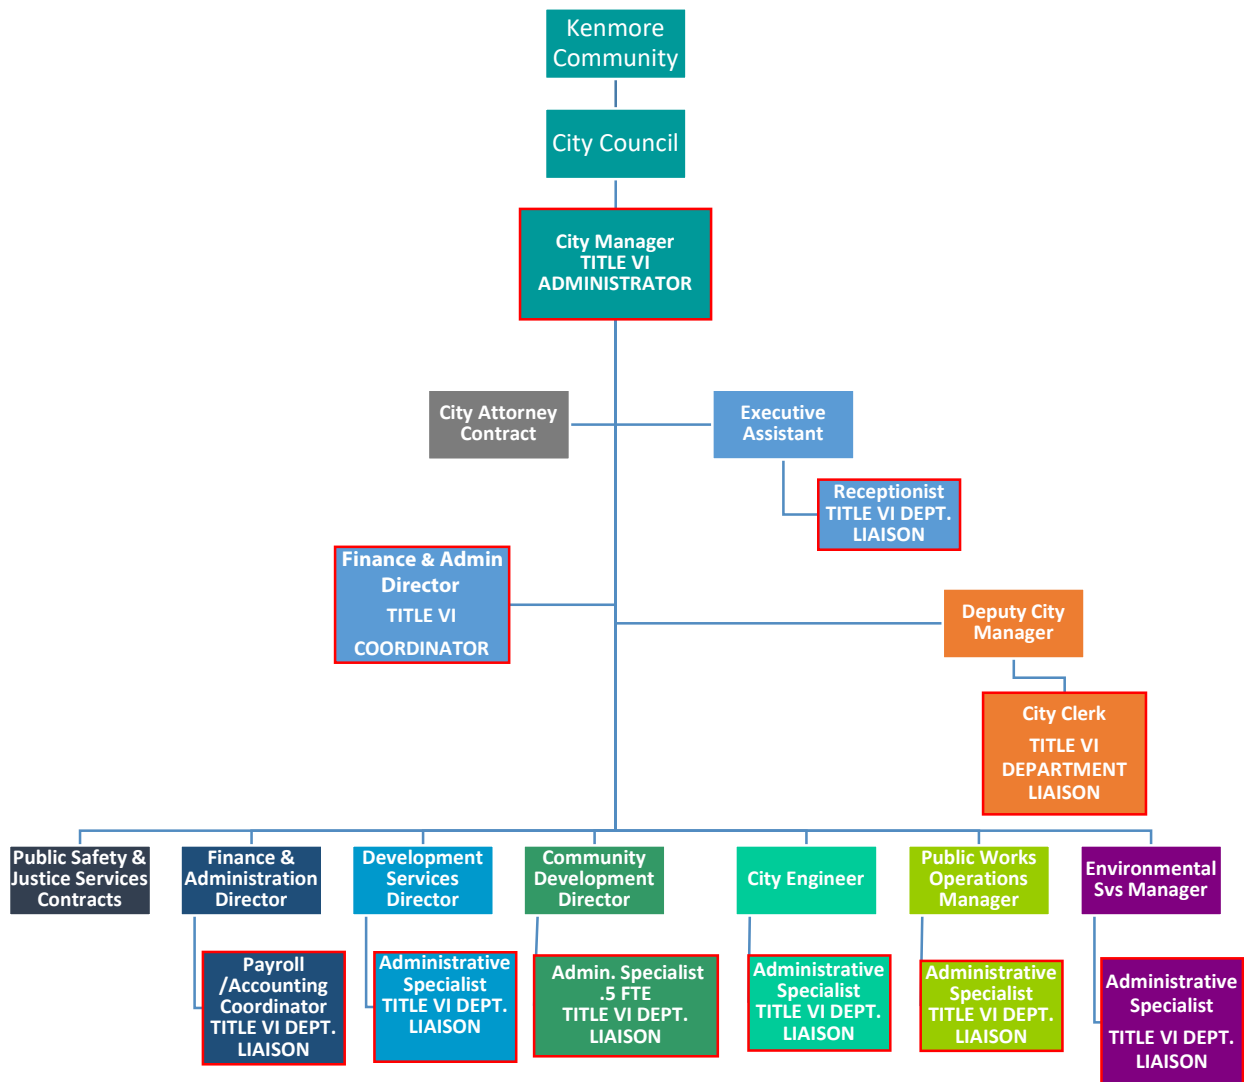 Kenmore
Community
City Council
City Manager
TITLE VI
ADMINISTRATOR
City Attorney
Contract
Executive
Assistant
Receptionist
TITLE VI DEPT.
LIAISON
Finance & Admin
Director
TITLE VI
COORDINATOR
Deputy City
Manager
City Clerk
TITLE VI
DEPARTMENT
LIAISON
Public Safety &
Justice Services
Contracts
Finance &
Administration
Director
Development
Services
Director
Community
Development
Director
City Engineer
Public Works
Operations
Manager
Environmental
Svs Manager
Payroll
/Accounting
Coordinator
TITLE VI DEPT.
LIAISON
Administrative
Specialist
TITLE VI DEPT.
LIAISON
Admin. Specialist
.5 FTE
TITLE VI DEPT.
LIAISON
Administrative
Specialist
TITLE VI DEPT.
LIAISON
Administrative
Specialist
TITLE VI DEPT.
LIAISON
Administrative
Specialist
TITLE VI DEPT.
LIAISON